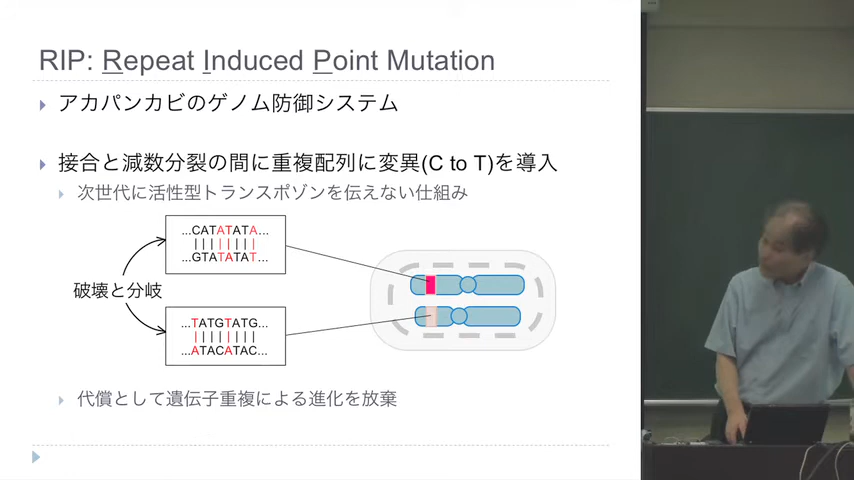 RIP: Repeat Induced Point Mutation
アカパンカビのゲノム防御システム
接合と減数分裂の間に重複配列に変異(C to T)を導入
次世代に活性型トランスポゾンを伝えない仕組み
...CATATATA...
...GTATATAT...
破壊と分岐
...TATGTATG...
...ATACATAC...
代償として遺伝子重複による進化を放棄